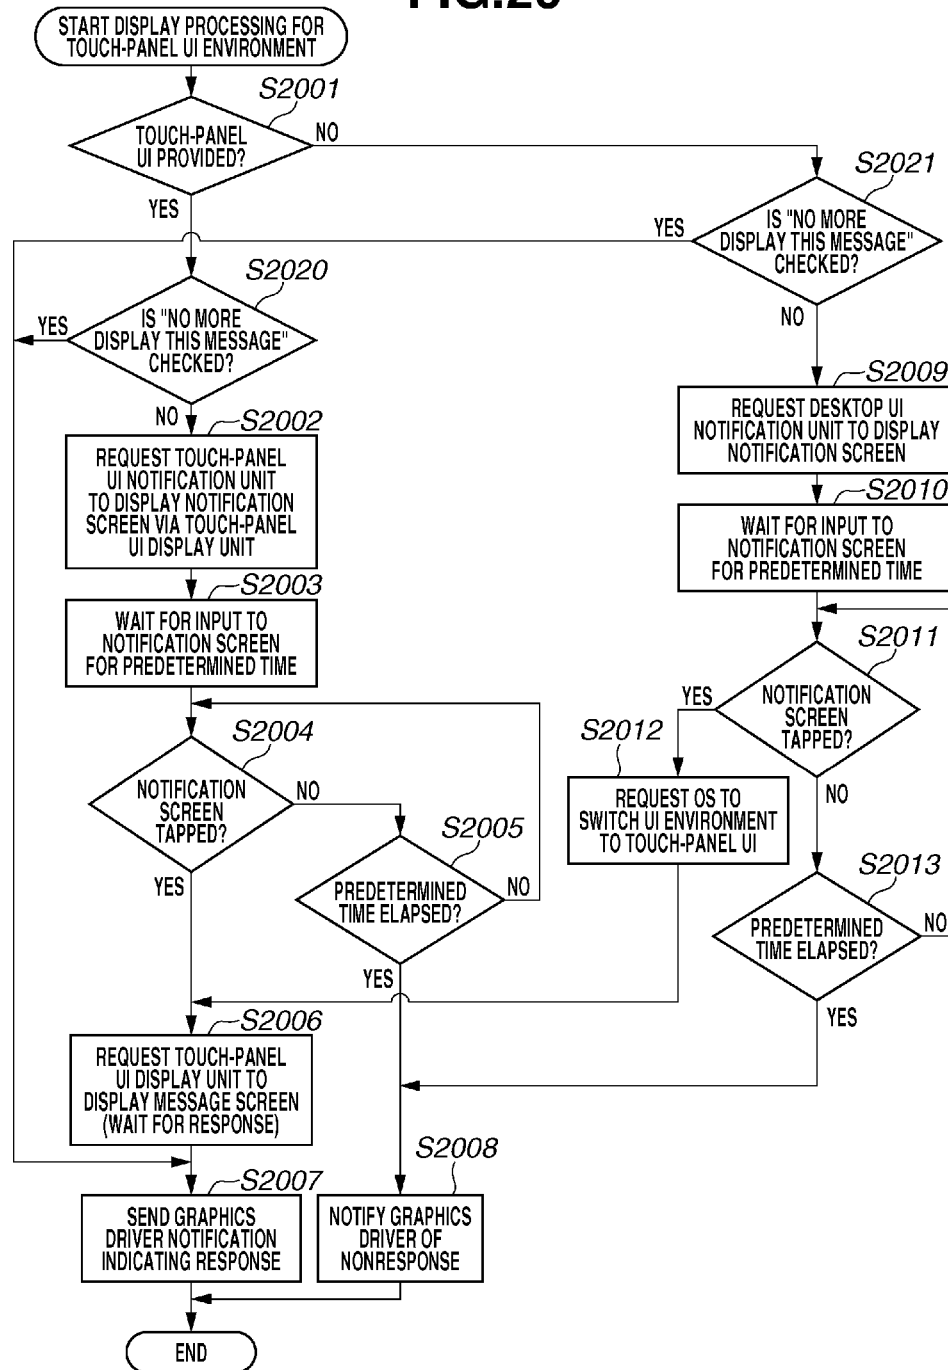 START DISPLAY PROCESSING FOR
TOUCH-PANEL UI ENVIRONMENT
S2001
TOUCH-PANEL
UI PROVIDED?
NO
YES
S2021
IS "NO MORE
DISPLAY THIS MESSAGE"
CHECKED?
YES
NO
S2020
IS "NO MORE
DISPLAY THIS MESSAGE"
CHECKED?
YES
NO
S2002
REQUEST TOUCH-PANEL
UI NOTIFICATION UNIT
TO DISPLAY NOTIFICATION
SCREEN VIA TOUCH-PANEL
UI DISPLAY UNIT
S2003
WAIT FOR INPUT TO
NOTIFICATION SCREEN
FOR PREDETERMINED TIME
S2004
NOTIFICATION
SCREEN
TAPPED?
NO
YES
S2005
PREDETERMINED
TIME ELAPSED?
NO
YES
S2009
REQUEST DESKTOP UI
NOTIFICATION UNIT TO DISPLAY
NOTIFICATION SCREEN
S2010
WAIT FOR INPUT TO
NOTIFICATION SCREEN
FOR PREDETERMINED TIME
S2011
NOTIFICATION
SCREEN
TAPPED?
YES
NO
S2012
REQUEST OS TO
SWITCH UI ENVIRONMENT
TO TOUCH-PANEL UI
S2013
PREDETERMINED
TIME ELAPSED?
NO
YES
S2006
REQUEST TOUCH-PANEL
UI DISPLAY UNIT TO
DISPLAY MESSAGE SCREEN
(WAIT FOR RESPONSE)
S2007
SEND GRAPHICS
DRIVER NOTIFICATION
INDICATING RESPONSE
S2008
NOTIFY GRAPHICS
DRIVER OF
NONRESPONSE
END